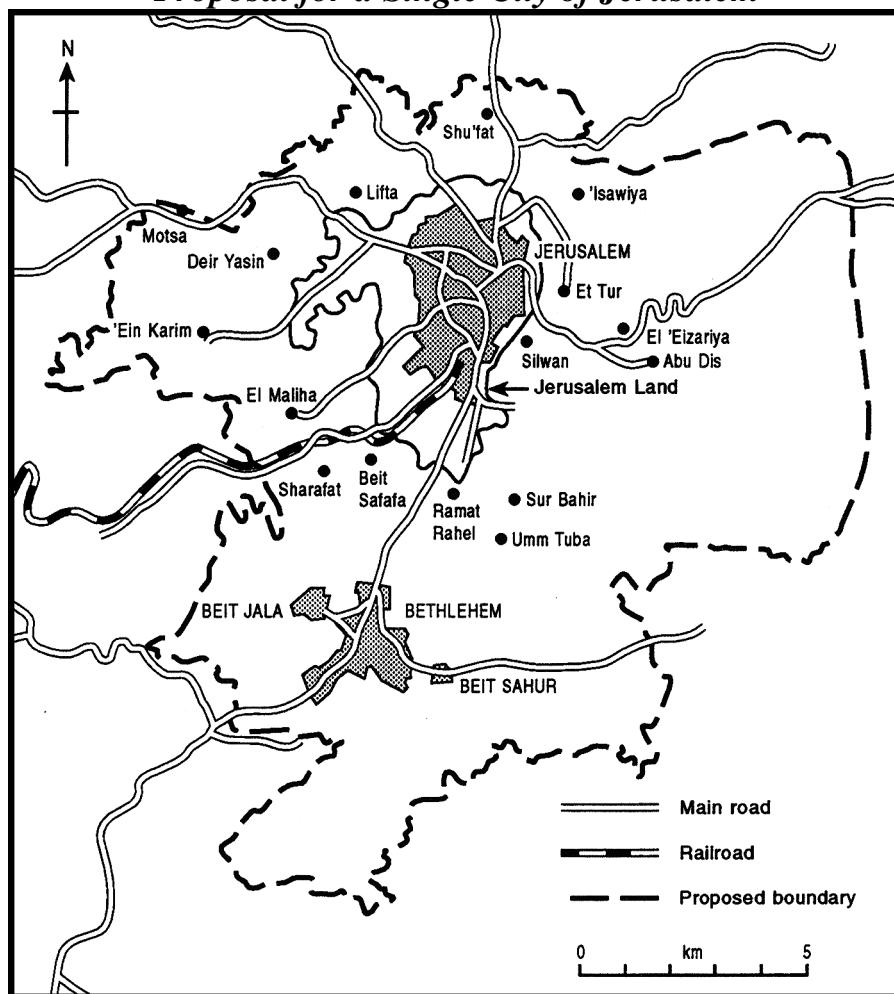 Proposal for a Single City of Jerusalem
N
Shu'fat
Lifta
'Isawiya
Motsa
Deir Yasin
JERUSALEM
Et Tur
'Ein Karim
El 'Eizariya
Silwan
Abu Dis
Jerusalem Land
El Maliha
Sharafat
Beit
Safafa
Ramat
Rahel
Sur Bahir
Umm Tuba
BEIT JALA
BETHLEHEM
BEIT SAHUR
Main road
Railroad
Proposed boundary
0 km 5